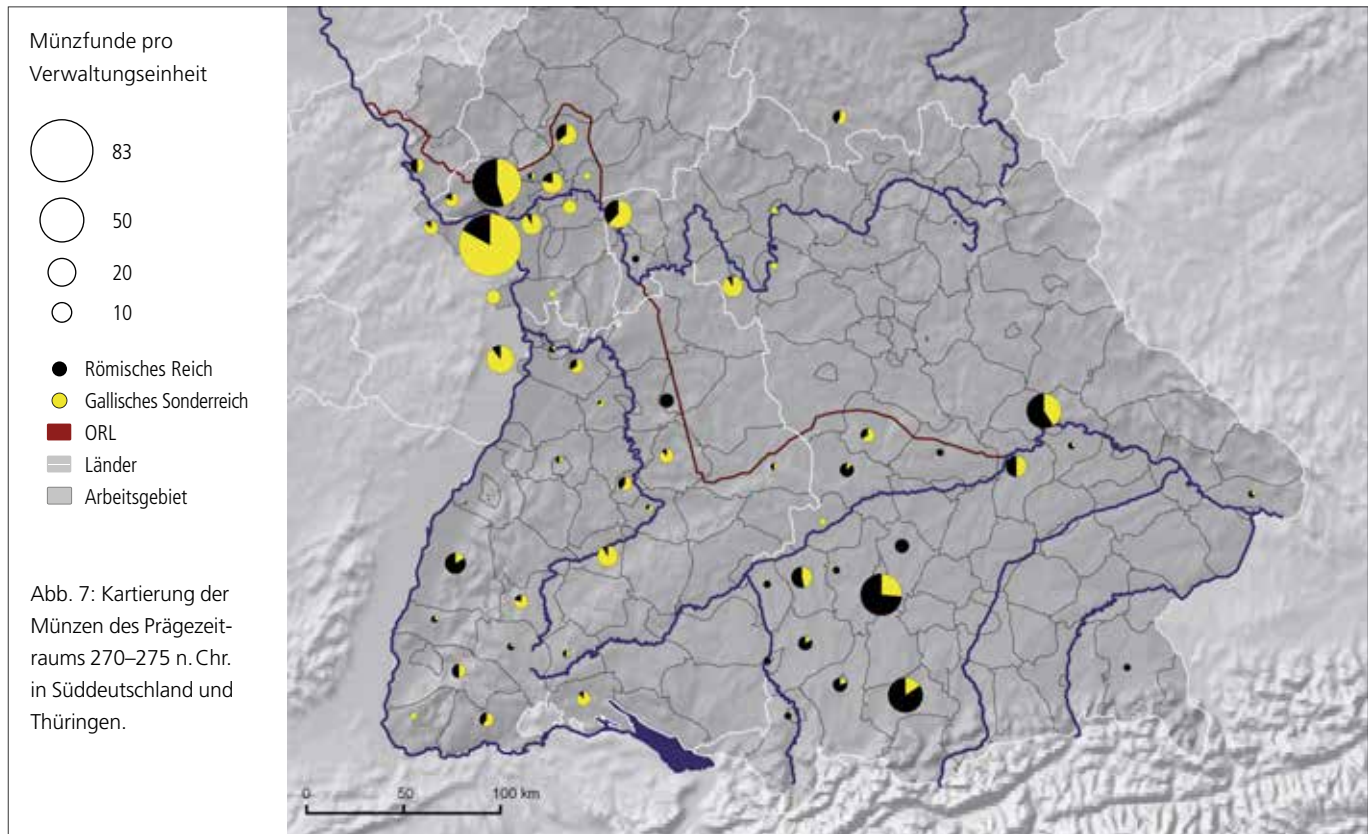 Münzfunde pro
Verwaltungseinheit
83
50
20
10
Römisches Reich
Gallisches Sonderreich
ORL
Länder
Arbeitsgebiet
Abb. 7: Kartierung der
Münzen des Prägezeit-
raums 270–275 n. Chr.
in Süddeutschland und
Thüringen.
0 50 100 km